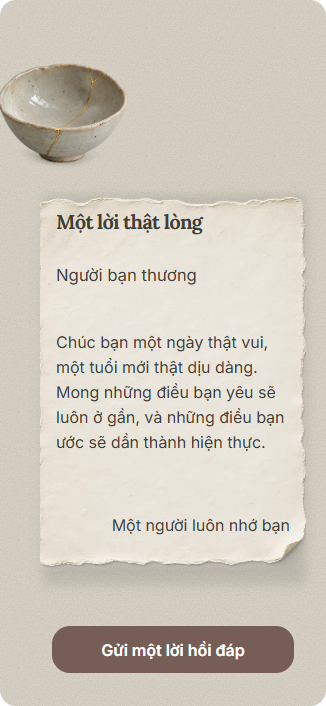 Một lời thật lòng
Người bạn thương
Chúc bạn một ngày thật vui,
một tuổi mới thật dịu dàng.
Mong những điều bạn yêu sẽ
luôn ở gần, và những điều bạn
ước sẽ dần thành hiện thực.
Một người luôn nhớ bạn
Gửi một lời hồi đáp